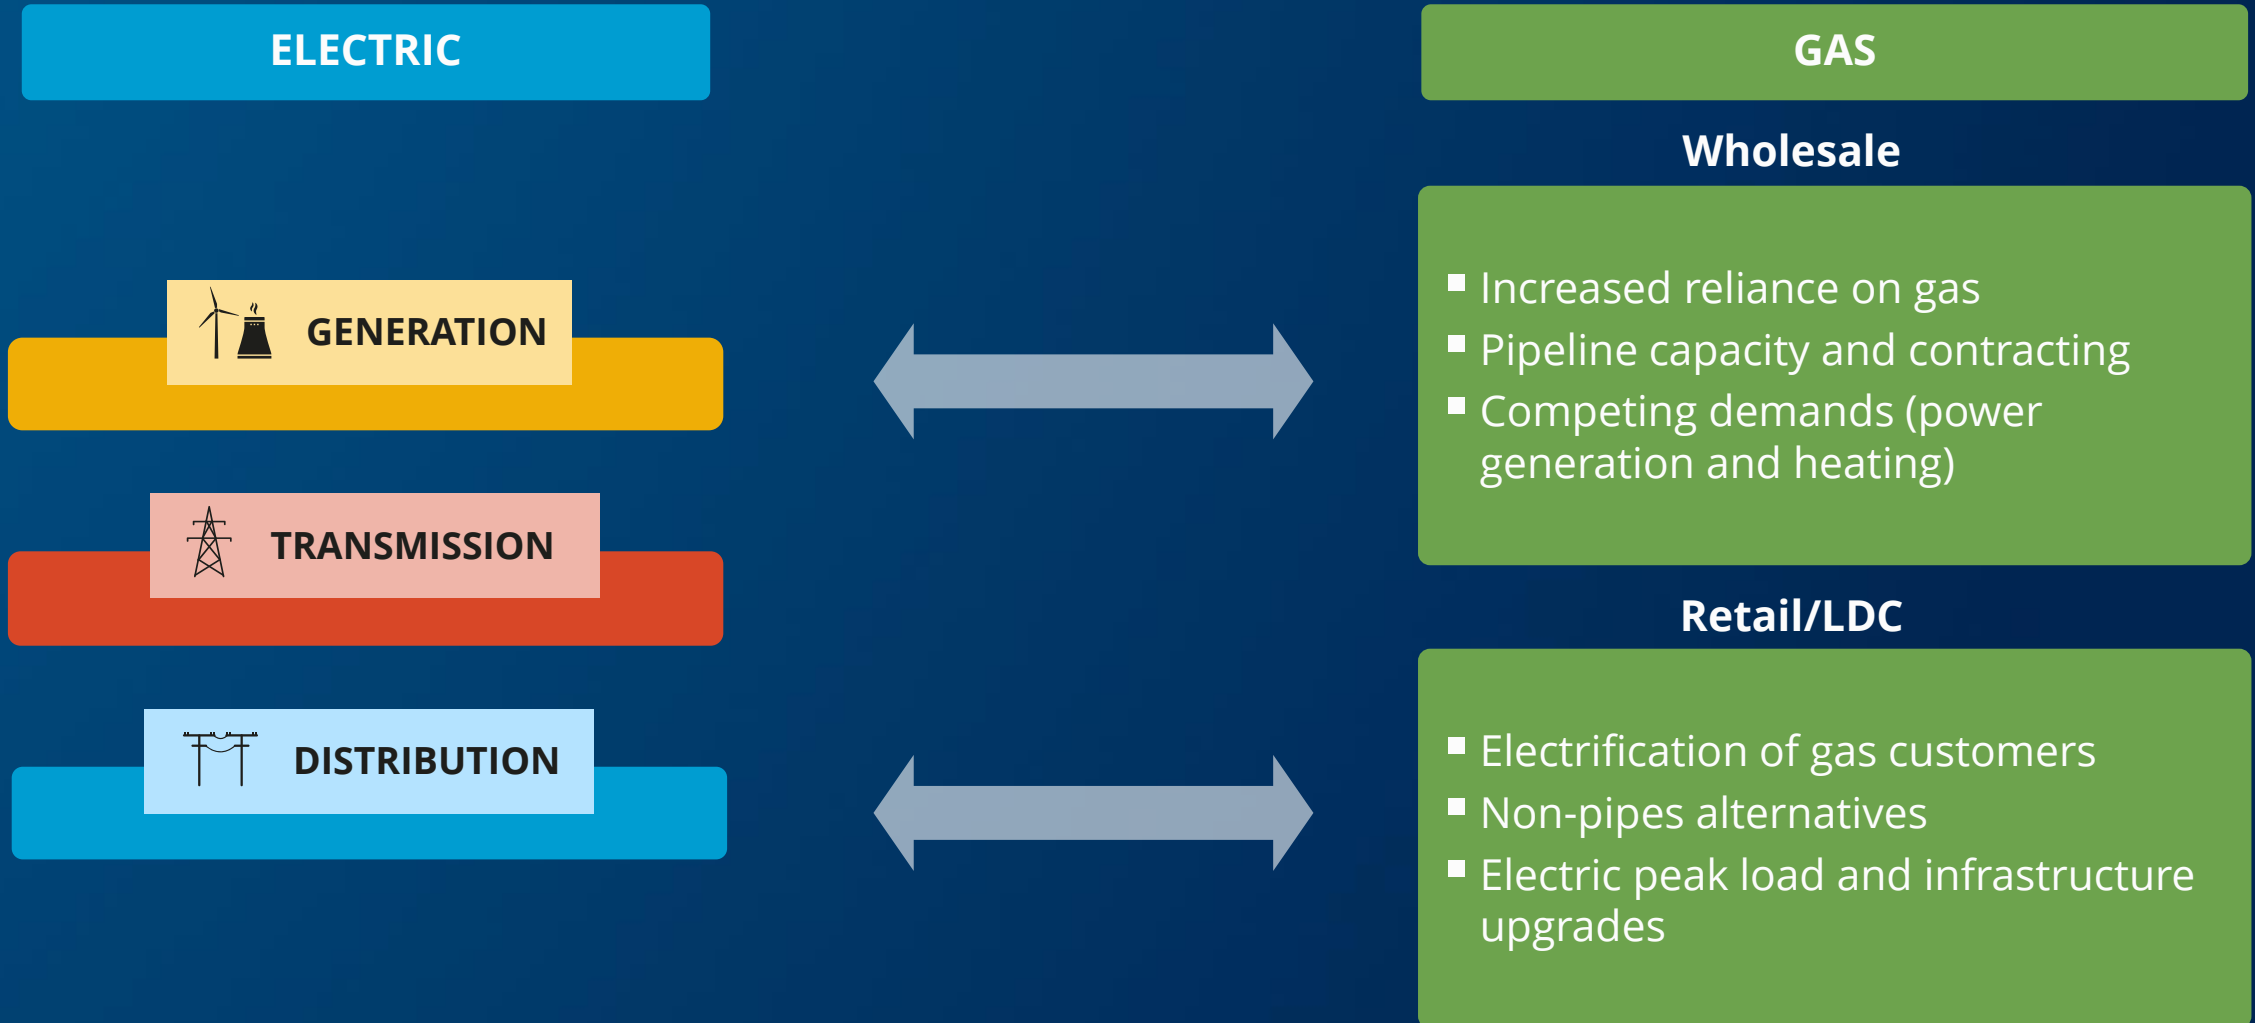 ELECTRIC
GENERATION
TRANSMISSION
DISTRIBUTION
GAS
Wholesale
Increased reliance on gas
Pipeline capacity and contracting
Competing demands (power
generation and heating)
Retail/LDC
Electrification of gas customers
Non-pipes alternatives
Electric peak load and infrastructure
upgrades